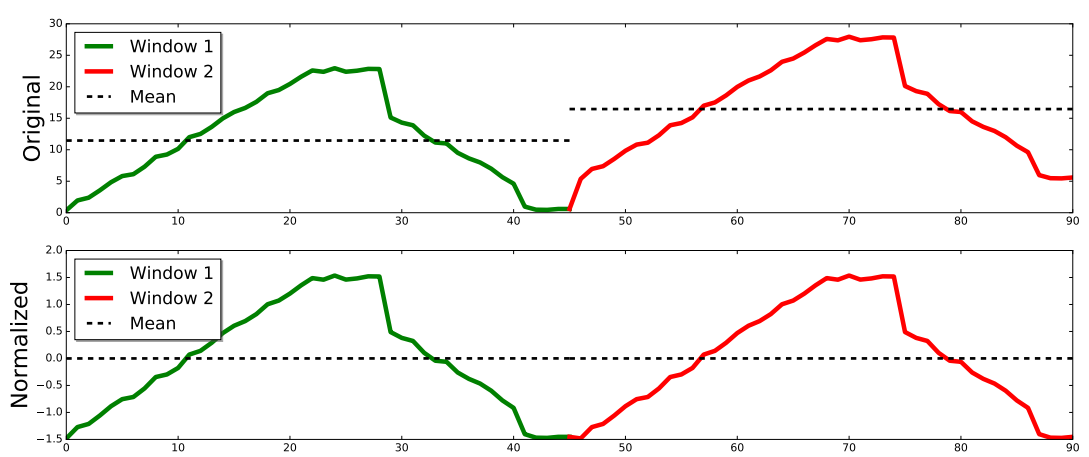 Original
30
25
20
15
10
5
0
Window 1
Window 2
Mean
0 10 20 30 40 50 60 70 80 90
Normalized
2.0
1.5
1.0
0.5
0.0
−0.5
−1.0
−1.5
Window 1
Window 2
Mean
0 10 20 30 40 50 60 70 80 90